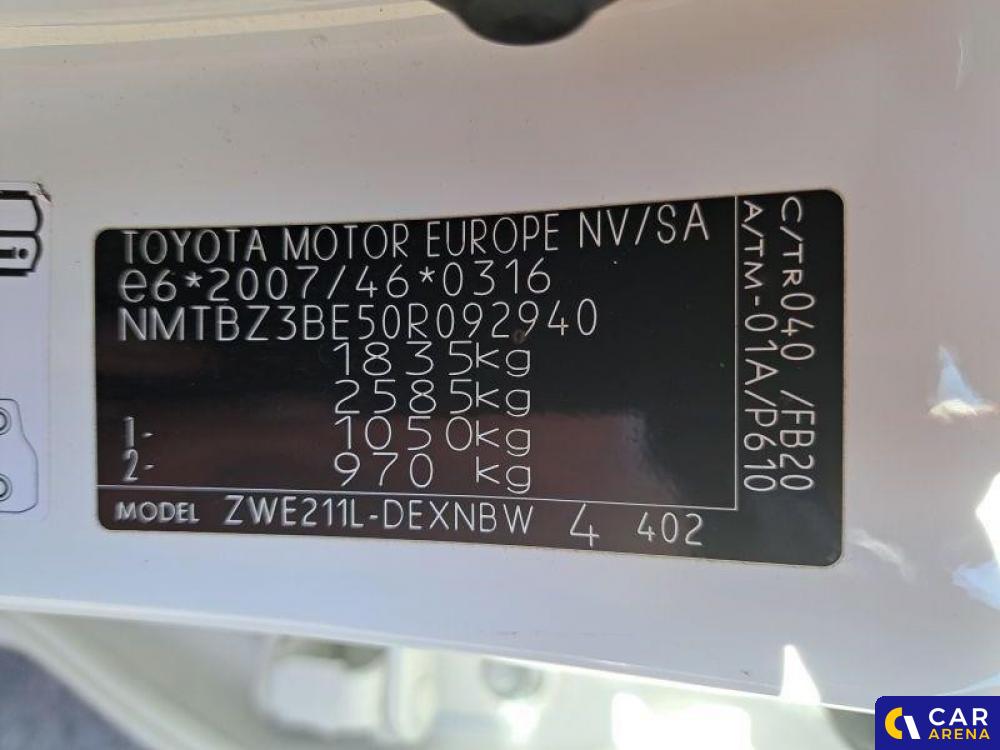 TOYOTA MOTOR EUROPE NV/SA
e6*2007/46*0316
NMTBZ3BE50R092940
1835kg
2585kg
1- 1050kg
2- 970 kg
MODEL ZWE211L-DEXNBW 4 402
C/TR040 /FB20
A/TM-01A/P610
i
CAR
ARENA